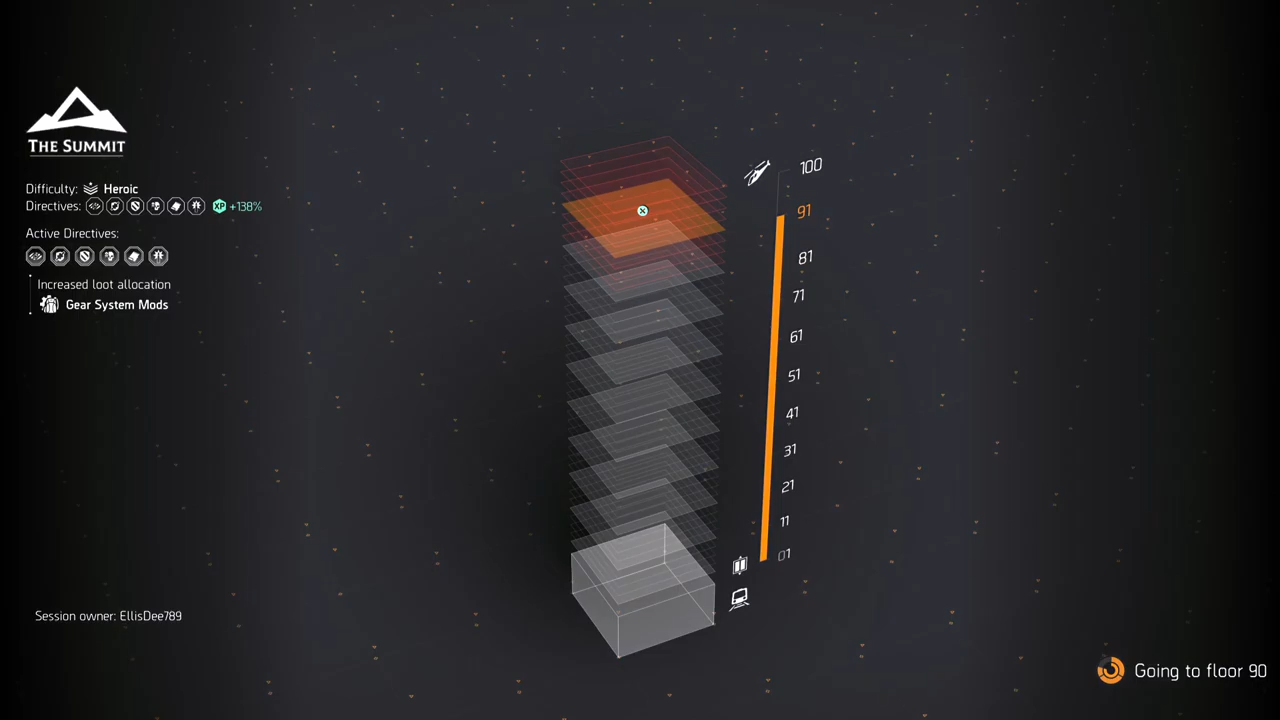 THE SUMMIT
Difficulty: Heroic
Directives: XP +138%
Active Directives:
Increased loot allocation
Gear System Mods
100
91
81
71
61
51
41
31
21
11
01
Session owner: EllisDee789
Going to floor 90